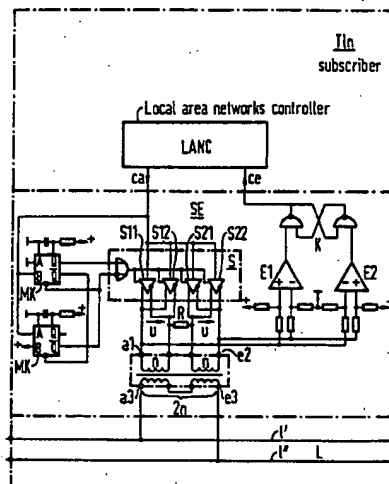 Tln
subscriber
Local area networks controller
LANC
ca
ce
SE
S11
S12
S21
S22
S
K
MK
A
B
Q
E1
E2
+
-
+
-
MK
A
B
Q
u
R
u
a1
e2
n
n
a3
2n
e3
l'
l"
L